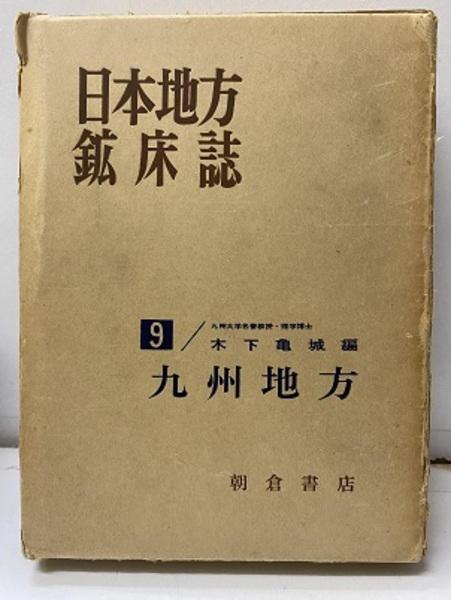 日本地方
鉱床誌
9/
九州大学名誉教授・理学博士
木下亀城編
九州地方
朝倉書店